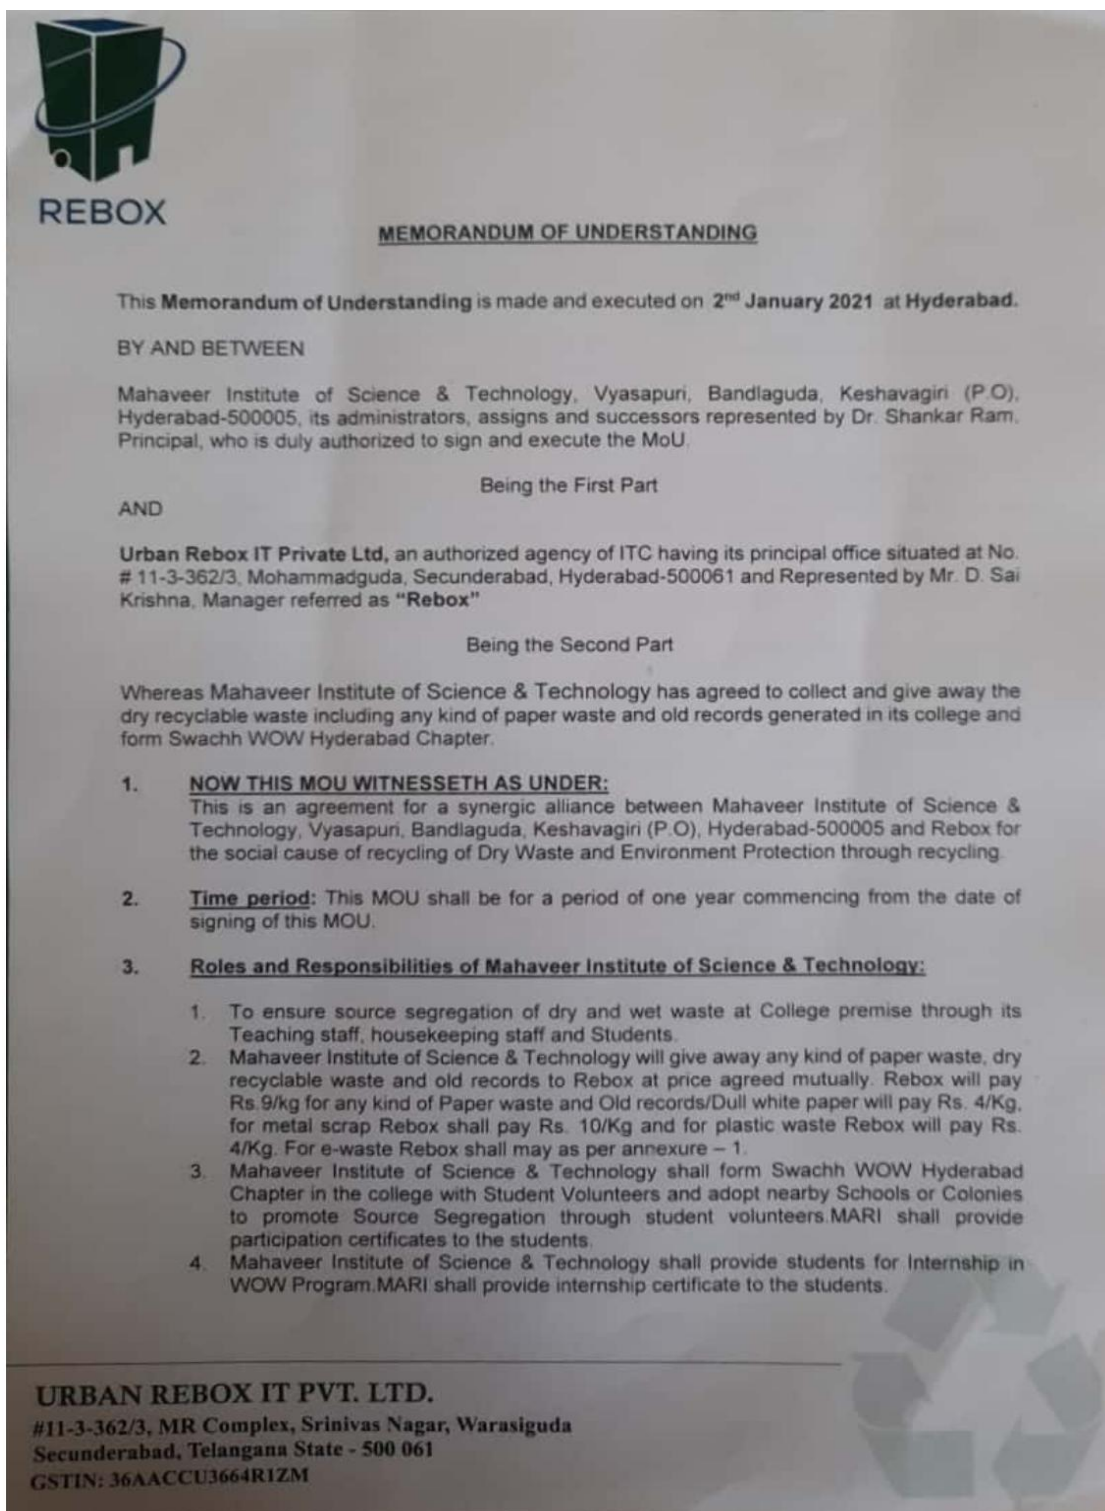 REBOX
MEMORANDUM OF UNDERSTANDING
This Memorandum of Understanding is made and executed on 2nd January 2021 at Hyderabad.
BY AND BETWEEN
Mahaveer Institute of Science & Technology, Vyasapuri, Bandlaguda, Keshavagiri (P.O),
Hyderabad-500005, its administrators, assigns and successors represented by Dr. Shankar Ram,
Principal, who is duly authorized to sign and execute the MoU.
Being the First Part
AND
Urban Rebox IT Private Ltd, an authorized agency of ITC having its principal office situated at No.
# 11-3-362/3, Mohammadguda, Secunderabad, Hyderabad-500061 and Represented by Mr. D. Sai
Krishna, Manager referred as “Rebox”
Being the Second Part
Whereas Mahaveer Institute of Science & Technology has agreed to collect and give away the
dry recyclable waste including any kind of paper waste and old records generated in its college and
form Swachh WOW Hyderabad Chapter.
1. NOW THIS MOU WITNESSETH AS UNDER:
This is an agreement for a synergic alliance between Mahaveer Institute of Science &
Technology, Vyasapuri, Bandlaguda, Keshavagiri (P.O), Hyderabad-500005 and Rebox for
the social cause of recycling of Dry Waste and Environment Protection through recycling.
2. Time period: This MOU shall be for a period of one year commencing from the date of
signing of this MOU.
3. Roles and Responsibilities of Mahaveer Institute of Science & Technology:
1. To ensure source segregation of dry and wet waste at College premise through its
Teaching staff, housekeeping staff and Students.
2. Mahaveer Institute of Science & Technology will give away any kind of paper waste, dry
recyclable waste and old records to Rebox at price agreed mutually. Rebox will pay
Rs.9/kg for any kind of Paper waste and Old records/Dull white paper will pay Rs. 4/Kg,
for metal scrap Rebox shall pay Rs. 10/Kg and for plastic waste Rebox will pay Rs.
4/Kg. For e-waste Rebox shall may as per annexure – 1.
3. Mahaveer Institute of Science & Technology shall form Swachh WOW Hyderabad
Chapter in the college with Student Volunteers and adopt nearby Schools or Colonies
to promote Source Segregation through student volunteers.MARI shall provide
participation certificates to the students.
4. Mahaveer Institute of Science & Technology shall provide students for Internship in
WOW Program.MARI shall provide internship certificate to the students.
URBAN REBOX IT PVT. LTD.
#11-3-362/3, MR Complex, Srinivas Nagar, Warasiguda
Secunderabad, Telangana State - 500 061
GSTIN: 36AACCU3664R1ZM